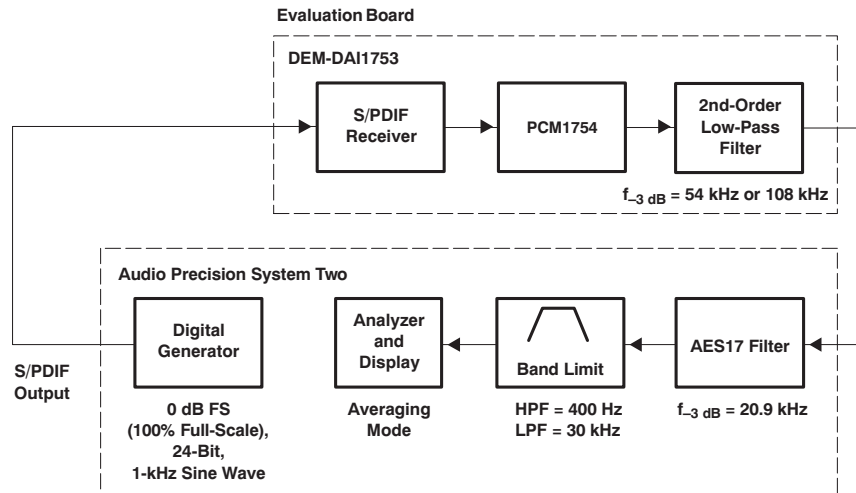 Evaluation Board
DEM-DAI1753
S/PDIF
Receiver
PCM1754
2nd-Order
Low-Pass
Filter
f–3 dB = 54 kHz or 108 kHz
Audio Precision System Two
Digital
Generator
Analyzer
and
Display
Band Limit
AES17 Filter
S/PDIF
Output
0 dB FS
(100% Full-Scale),
24-Bit,
1-kHz Sine Wave
Averaging
Mode
HPF = 400 Hz
LPF = 30 kHz
f–3 dB = 20.9 kHz